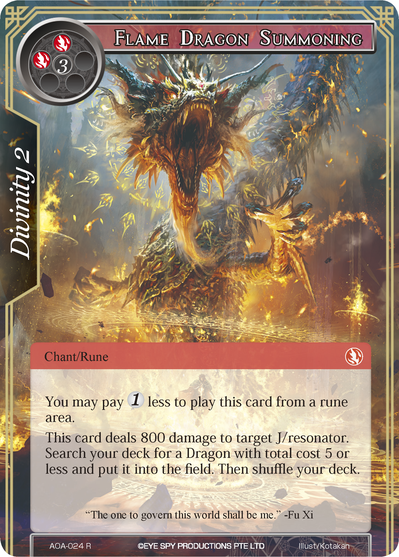 FLAME DRAGON SUMMONING
3
Divinity 2
Chant/Rune
You may pay 1 less to play this card from a rune
area.
This card deals 800 damage to target J/resonator.
Search your deck for a Dragon with total cost 5 or
less and put it into the field. Then shuffle your deck.
"The one to govern this world shall be me." -Fu Xi
AOA-024 R ©EYE SPY PRODUCTIONS PTE LTD Illust/Kotakan